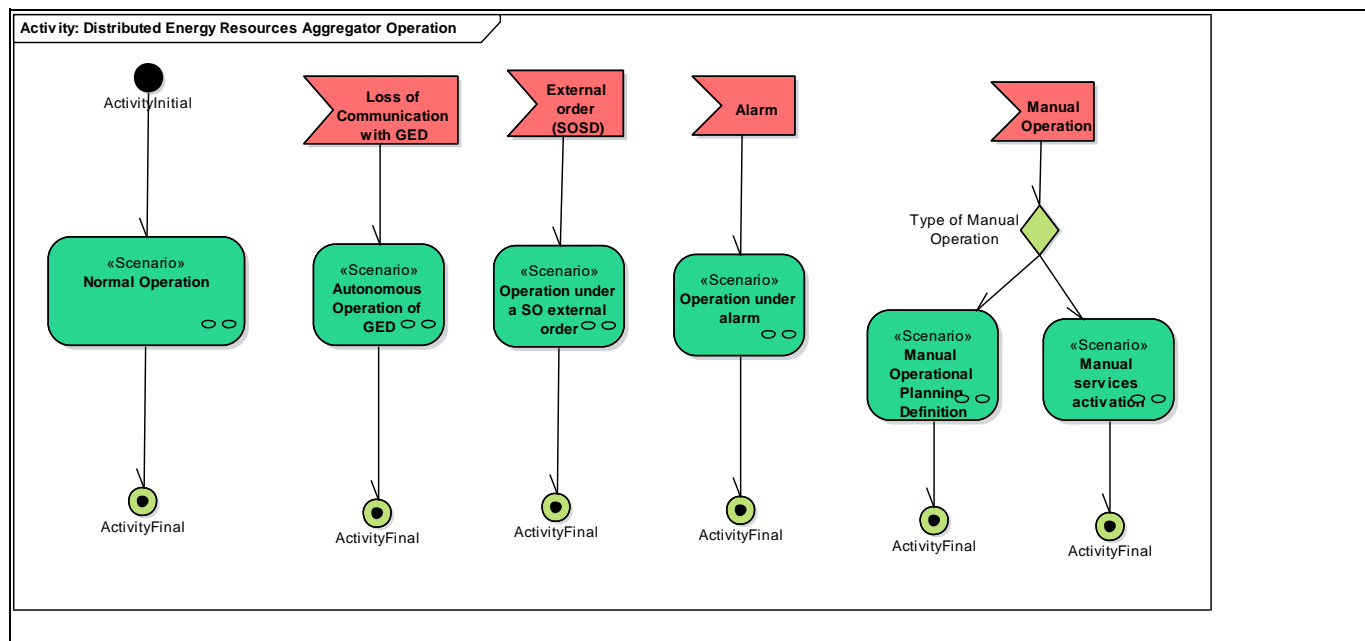 Activity: Distributed Energy Resources Aggregator Operation
ActivityInitial
Loss of
Communication
with GED
External
order
(SOSD)
Alarm
Manual
Operation
Type of Manual
Operation
«Scenario»
Normal Operation
«Scenario»
Autonomous
Operation of
GED
«Scenario»
Operation under
a SO external
order
«Scenario»
Operation under
alarm
«Scenario»
Manual
Operational
Planning
Definition
«Scenario»
Manual
services
activation
ActivityFinal
ActivityFinal
ActivityFinal
ActivityFinal
ActivityFinal
ActivityFinal